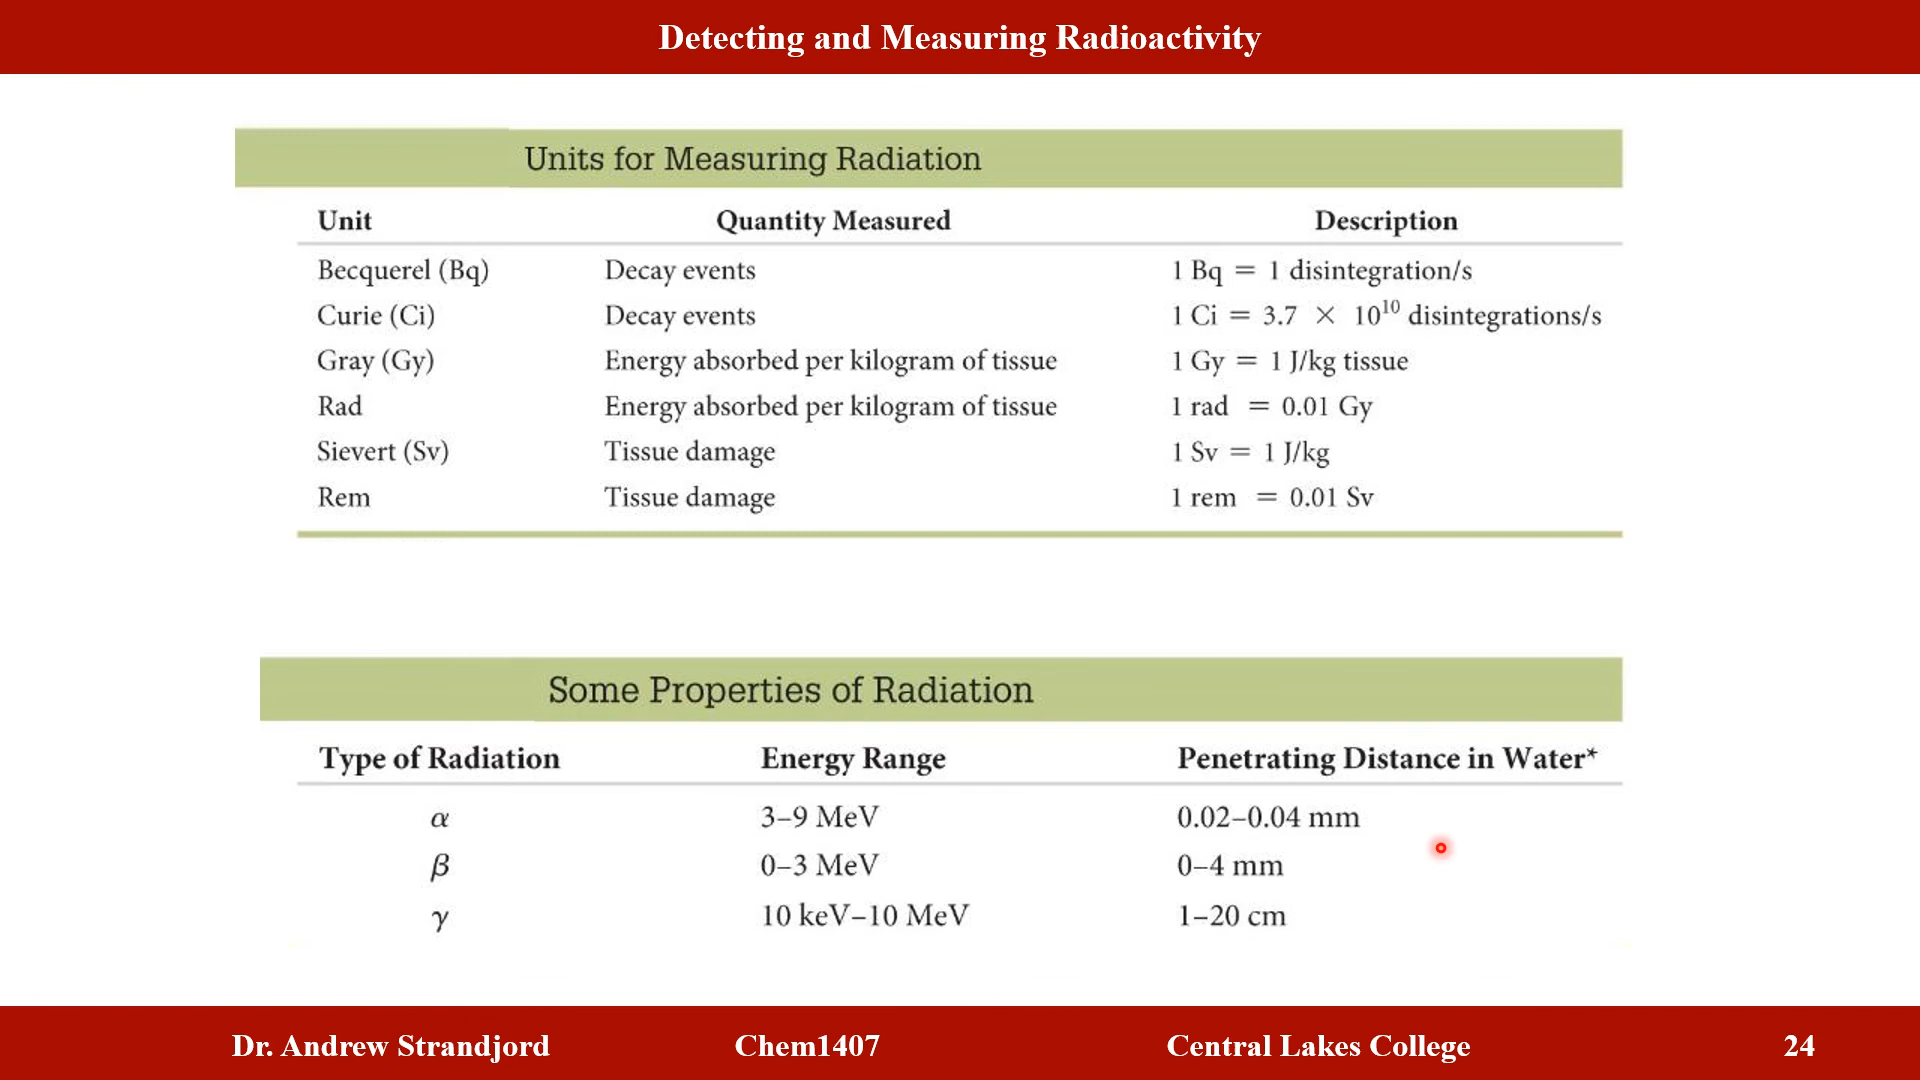 Detecting and Measuring Radioactivity
Units for Measuring Radiation
Unit Quantity Measured Description
Becquerel (Bq) Decay events 1 Bq = 1 disintegration/s
Curie (Ci) Decay events 1 Ci = 3.7 × 10¹⁰ disintegrations/s
Gray (Gy) Energy absorbed per kilogram of tissue 1 Gy = 1 J/kg tissue
Rad Energy absorbed per kilogram of tissue 1 rad = 0.01 Gy
Sievert (Sv) Tissue damage 1 Sv = 1 J/kg
Rem Tissue damage 1 rem = 0.01 Sv
Some Properties of Radiation
Type of Radiation Energy Range Penetrating Distance in Water*
α 3–9 MeV 0.02–0.04 mm
β 0–3 MeV 0–4 mm
γ 10 keV–10 MeV 1–20 cm
Dr. Andrew Strandjord Chem1407 Central Lakes College 24